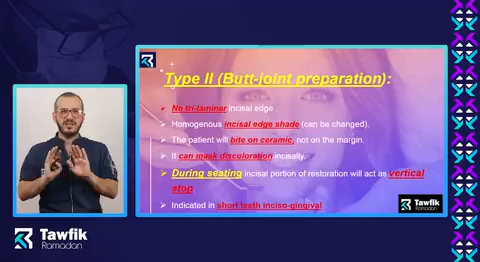 Type II (Butt-joint preparation):
➢ No tri-laminar incisal edge
➢ Homogenous incisal edge shade (can be changed).
➢ The patient will bite on ceramic, not on the margin.
➢ It can mask discoloration incisally.
➢ During seating incisal portion of restoration will act as vertical
stop
➢ Indicated in short teeth inciso-gingival
Tawfik
Ramadan
Tawfik
Ramadan